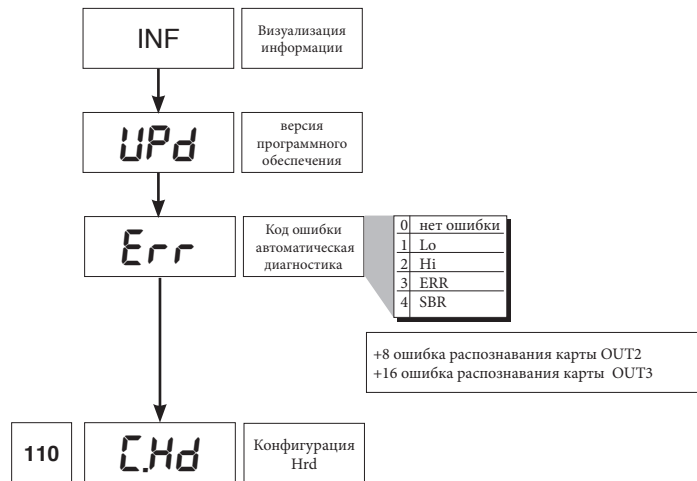 INF
Визуализация
информации
UPd
версия
программного
обеспечения
Err
Код ошибки
автоматическая
диагностика
0 нет ошибки
1 Lo
2 Hi
3 ERR
4 SBR
+8 ошибка распознавания карты OUT2
+16 ошибка распознавания карты OUT3
110
C.Hd
Конфигурация
Hrd